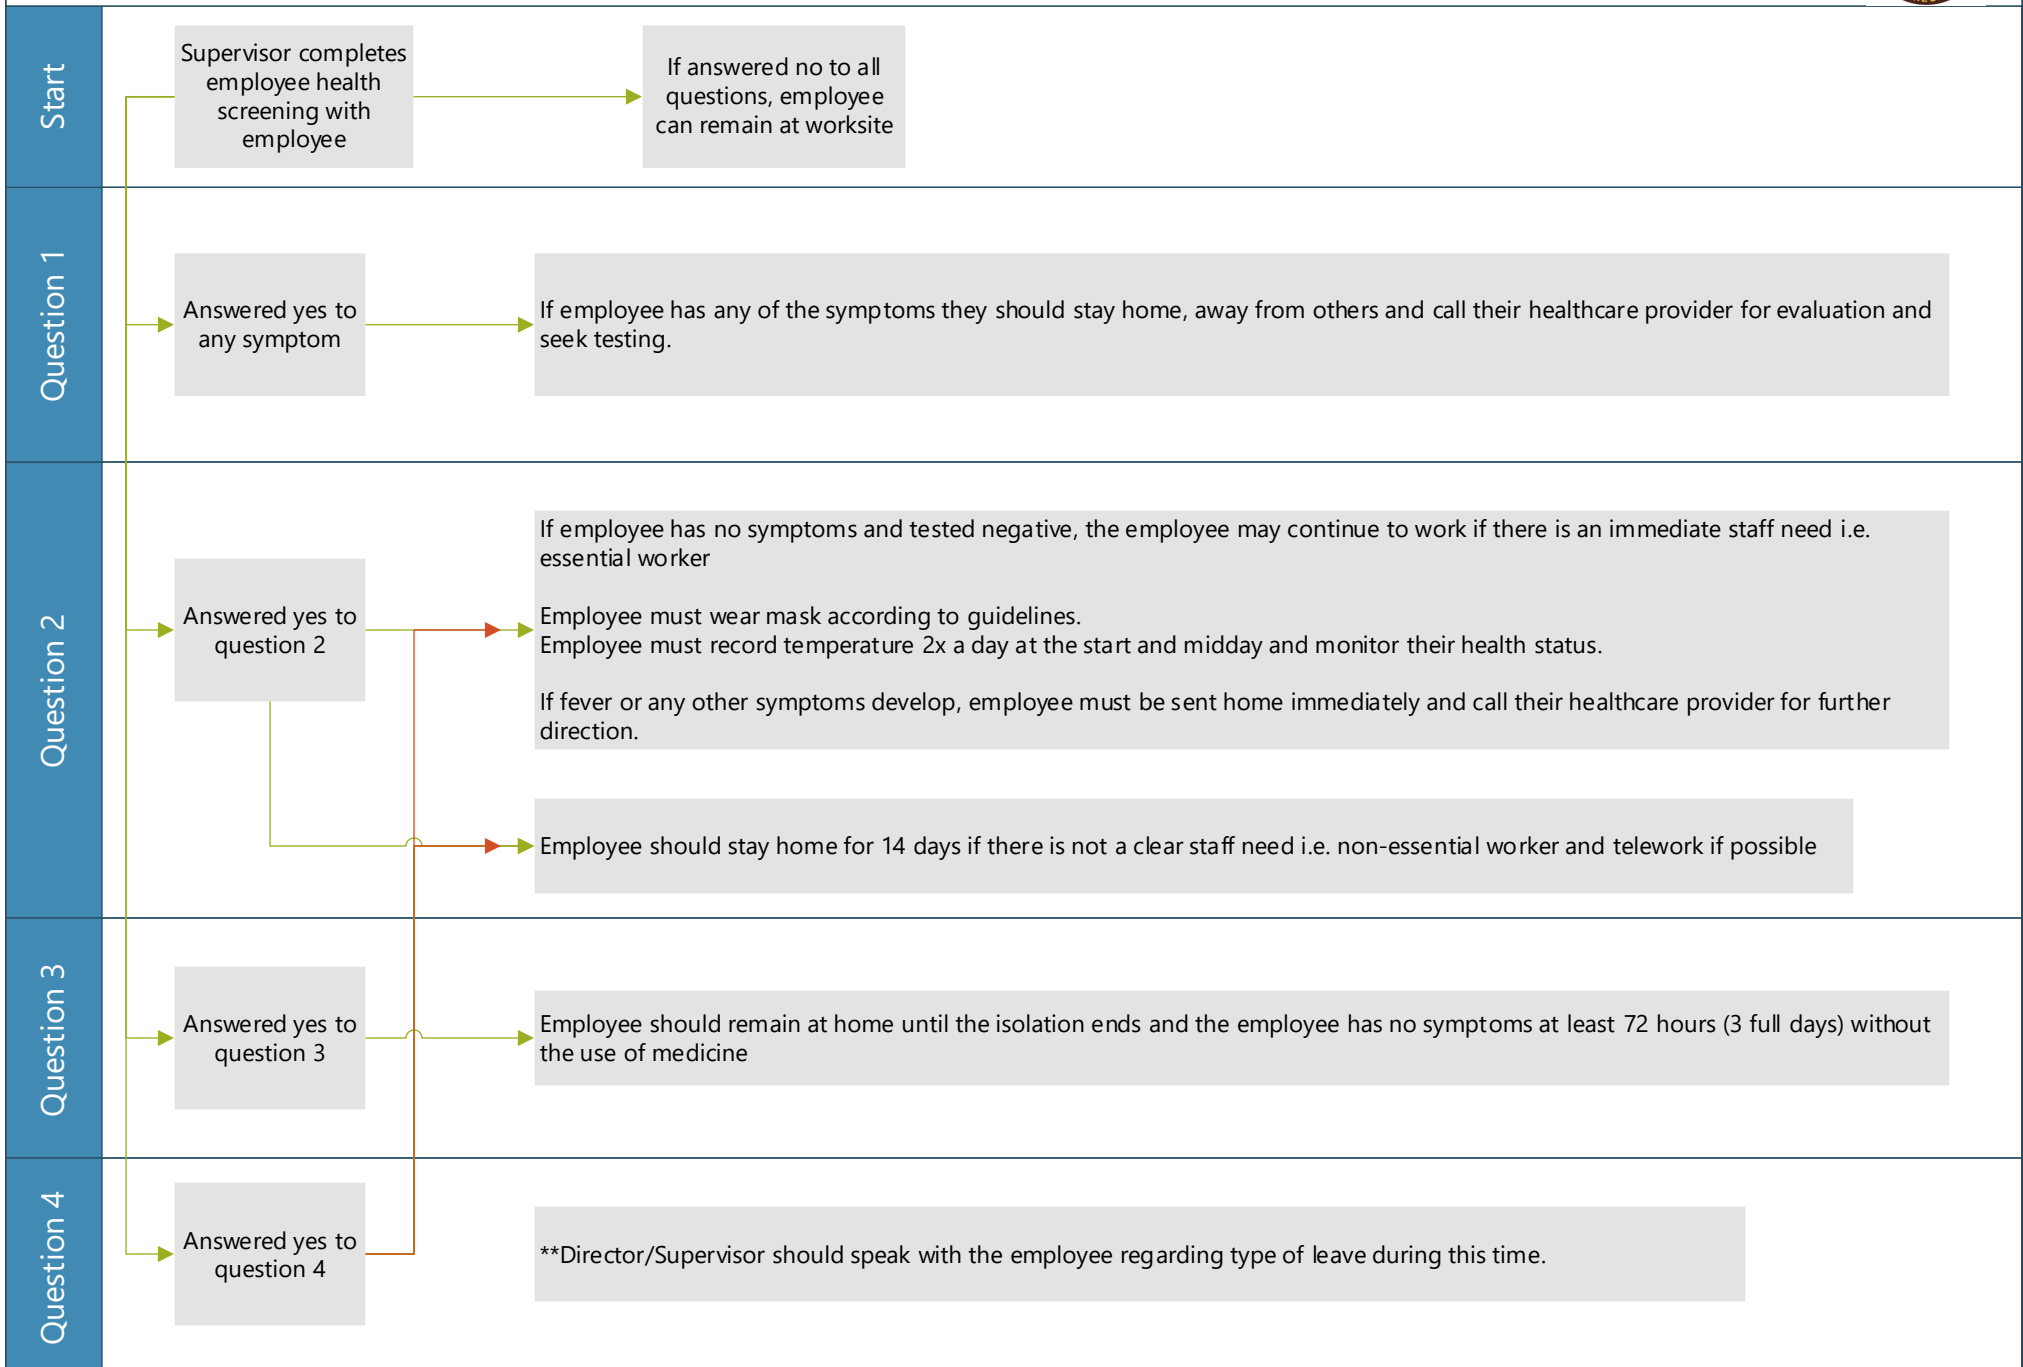 Start
Supervisor completes
employee health
screening with
employee
If answered no to all
questions, employee
can remain at worksite
Question 1
Answered yes to
any symptom
If employee has any of the symptoms they should stay home, away from others and call their healthcare provider for evaluation and
seek testing.
Question 2
Answered yes to
question 2
If employee has no symptoms and tested negative, the employee may continue to work if there is an immediate staff need i.e.
essential worker
Employee must wear mask according to guidelines.
Employee must record temperature 2x a day at the start and midday and monitor their health status.
If fever or any other symptoms develop, employee must be sent home immediately and call their healthcare provider for further
direction.
Employee should stay home for 14 days if there is not a clear staff need i.e. non-essential worker and telework if possible
Question 3
Answered yes to
question 3
Employee should remain at home until the isolation ends and the employee has no symptoms at least 72 hours (3 full days) without
the use of medicine
Question 4
Answered yes to
question 4
**Director/Supervisor should speak with the employee regarding type of leave during this time.